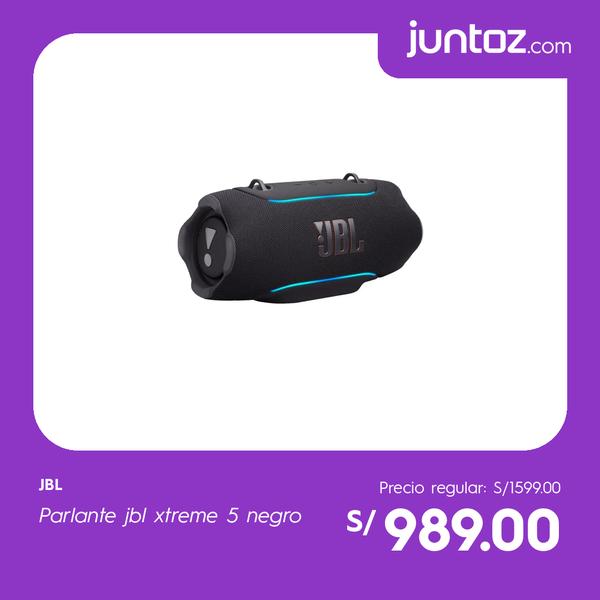 juntoz.com
!
JBL
JBL
Parlante jbl xtreme 5 negro
Precio regular: S/1599.00
S/ 989.00